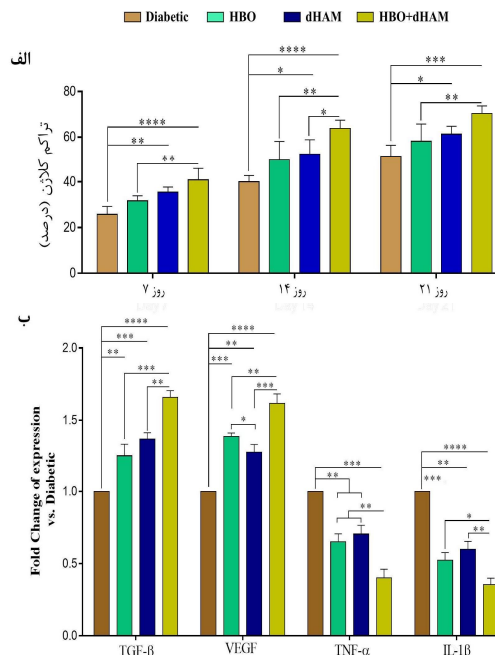 Diabetic HBO dHAM HBO+dHAM
الف
تراکم کلاژن (درصد)
80
60
40
20
0
**** ** **
**** * ** *
*** * **
روز ۷ روز ۱۴ روز ۲۱
ب
Fold Change of expression
vs. Diabetic
2.0
1.5
1.0
0.5
0.0
**** *** ** *** **
**** ** *** ** *** *
*** ** **
**** ** *** * **
TGF-β VEGF TNF-α IL-1β